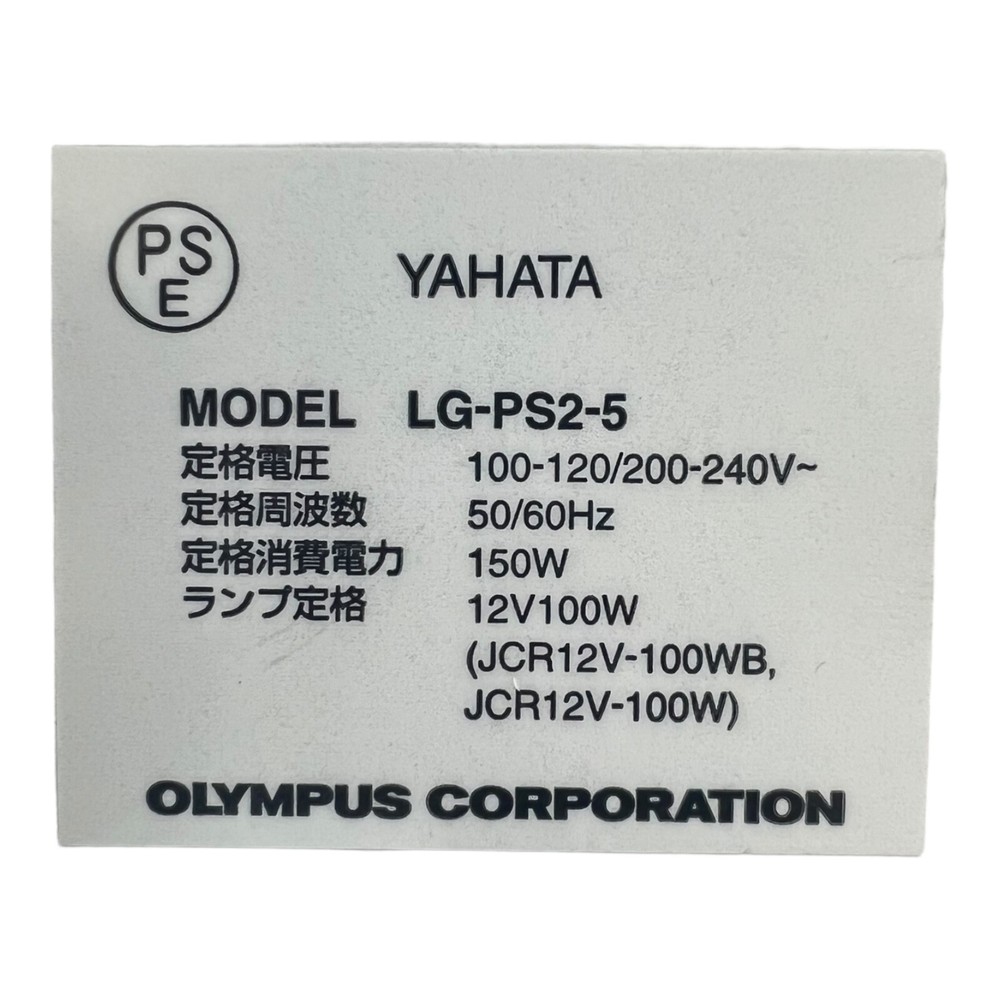 PS
E
YAHATA
MODEL LG-PS2-5
定格電圧 100-120/200-240V~
定格周波数 50/60Hz
定格消費電力 150W
ランプ定格 12V100W
(JCR12V-100WB,
JCR12V-100W)
OLYMPUS CORPORATION